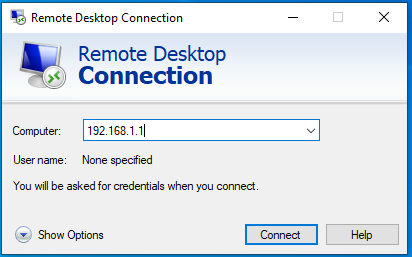 Remote Desktop Connection
Remote Desktop
Connection
Computer:
192.168.1.1
User name:
None specified
You will be asked for credentials when you connect.
Show Options
Connect
Help